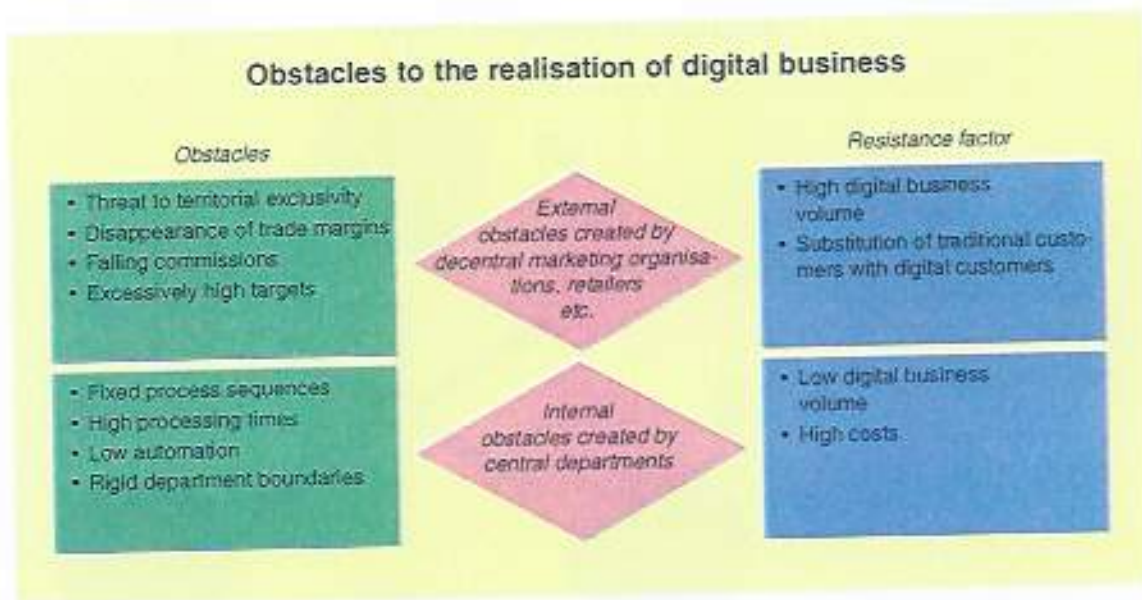 Obstacles to the realisation of digital business
Obstacles
Resistance factor
• Threat to territorial exclusivity
• Disappearance of trade margins
• Falling commissions
• Excessively high targets
External
obstacles created by
decentral marketing organisa-
tions, retailers
etc.
• High digital business
volume
• Substitution of traditional custo-
mers with digital customers
• Fixed process sequences
• High processing times
• Low automation
• Rigid department boundaries
Internal
obstacles created by
central departments
• Low digital business
volume
• High costs